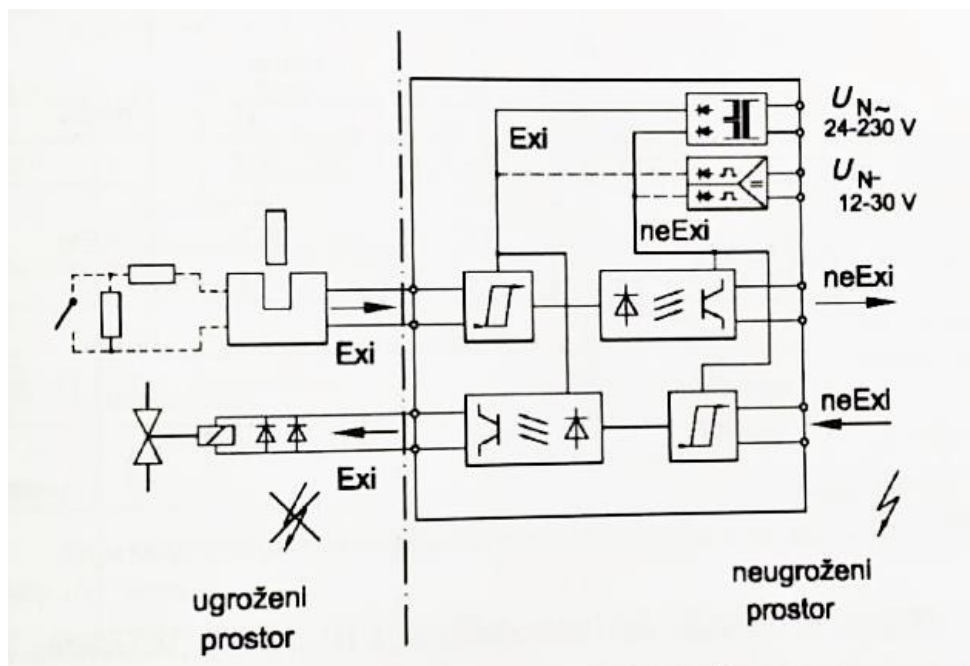 U N~
24-230 V
Exi
U N-
12-30 V
neExi
neExi
Exi
neExI
Exi
ugroženi
prostor
neugroženi
prostor